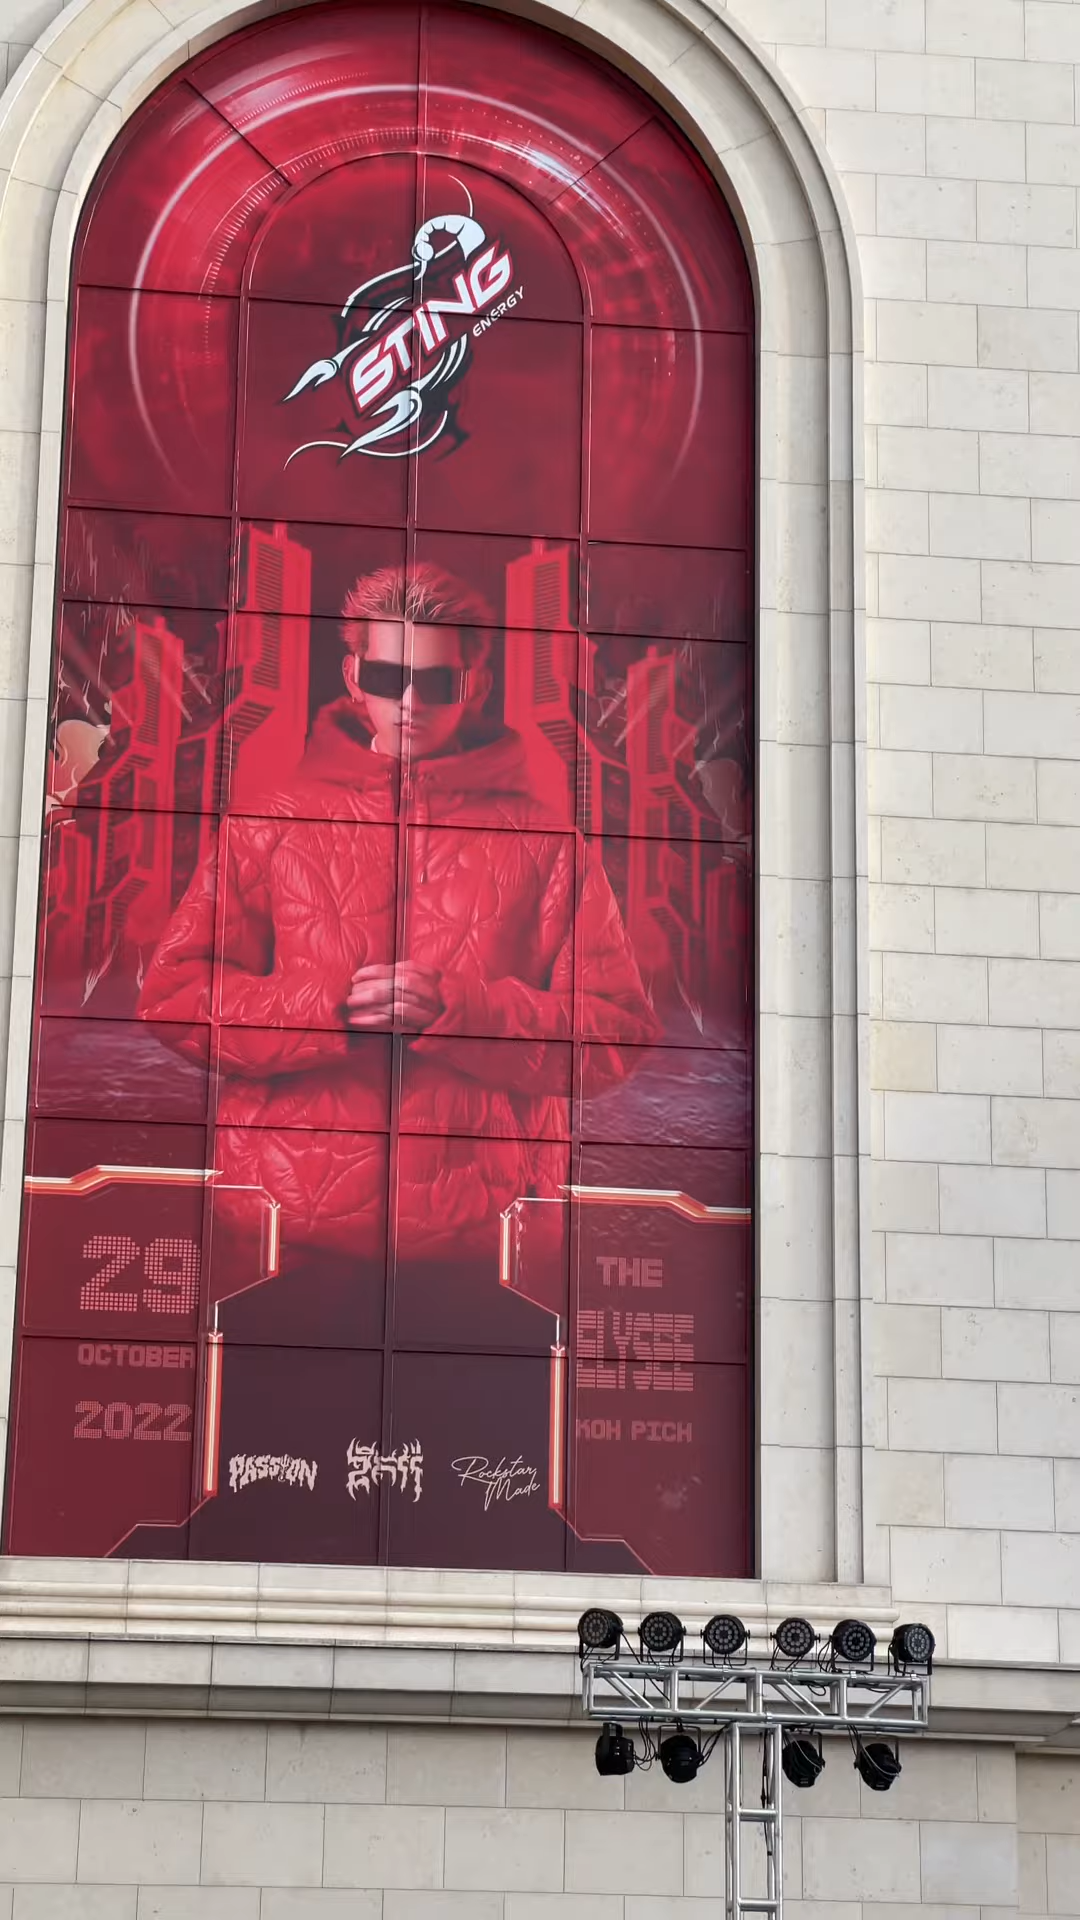 STING
ENERGY
29
OCTOBER
2022
THE
ELYSEE
KOH PICH
PASSION
Rockstar
Made